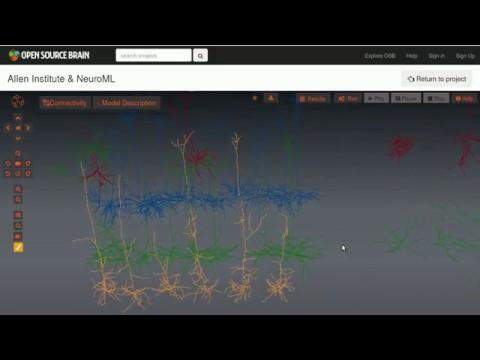 OPEN SOURCE BRAIN
search models
Explore OSB Help Sign in Sign Up
Allen Institute & NeuroML
Return to project
Connectivity Model Description
Results Run Play Pause Stop Help